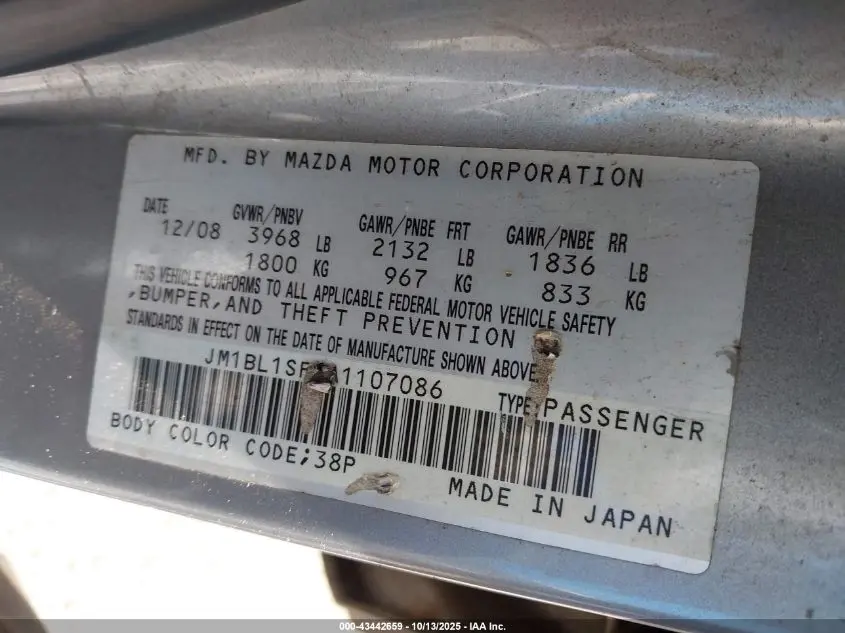 MFD. BY MAZDA MOTOR CORPORATION
DATE GVWR/PNBV GAWR/PNBE FRT GAWR/PNBE RR
12/08 3968 LB 2132 LB 1836 LB
1800 KG 967 KG 833 KG
THIS VEHICLE CONFORMS TO ALL APPLICABLE FEDERAL MOTOR VEHICLE SAFETY
,BUMPER,AND THEFT PREVENTION
STANDARDS IN EFFECT ON THE DATE OF MANUFACTURE SHOWN ABOVE
TYPE:PASSENGER
BODY COLOR CODE;38P
MADE IN JAPAN
000-43442659 - 10/13/2025 - IAA Inc.